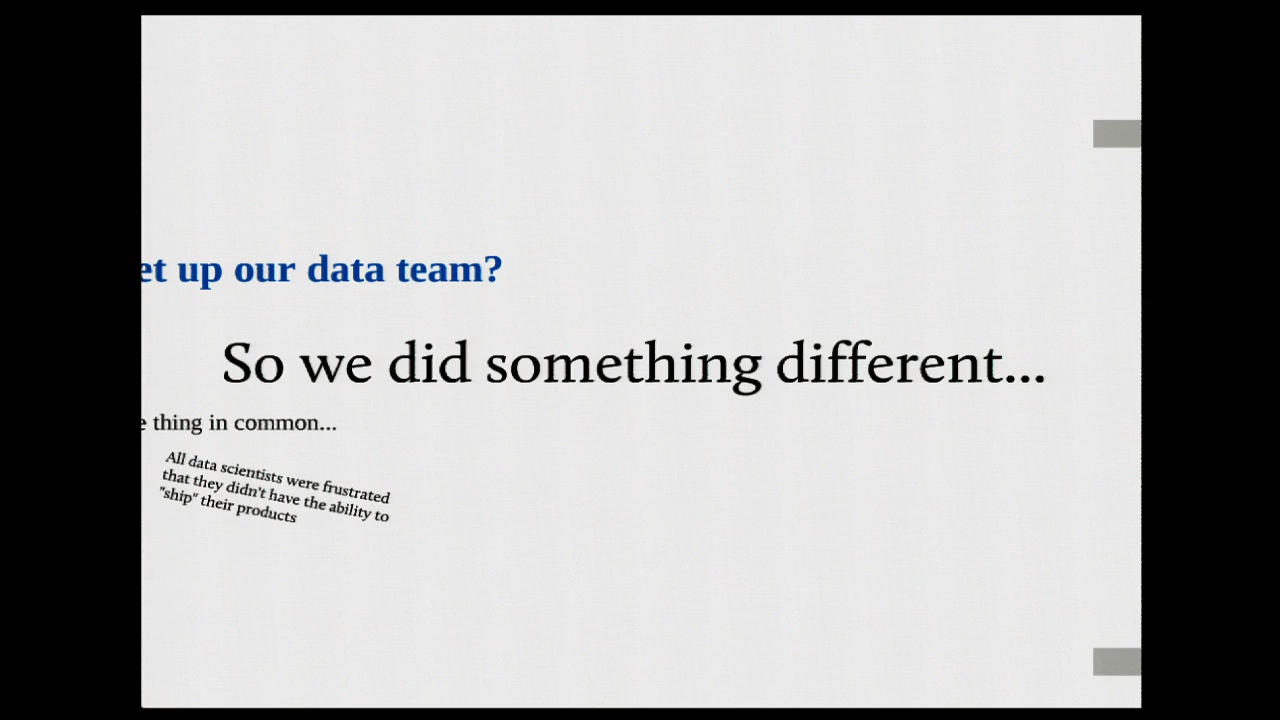 et up our data team?
So we did something different...
e thing in common...
All data scientists were frustrated
that they didn't have the ability to
"ship" their products